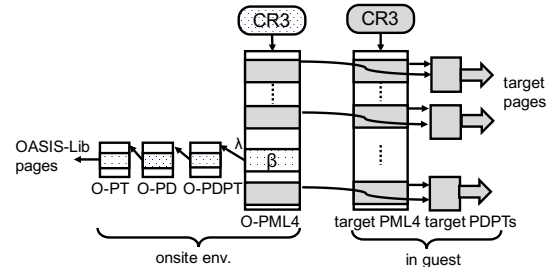 CR3
CR3
target
pages
OASIS-Lib
pages
λ
β
O-PT
O-PD
O-PDPT
O-PML4
target PML4
target PDPTs
onsite env.
in guest